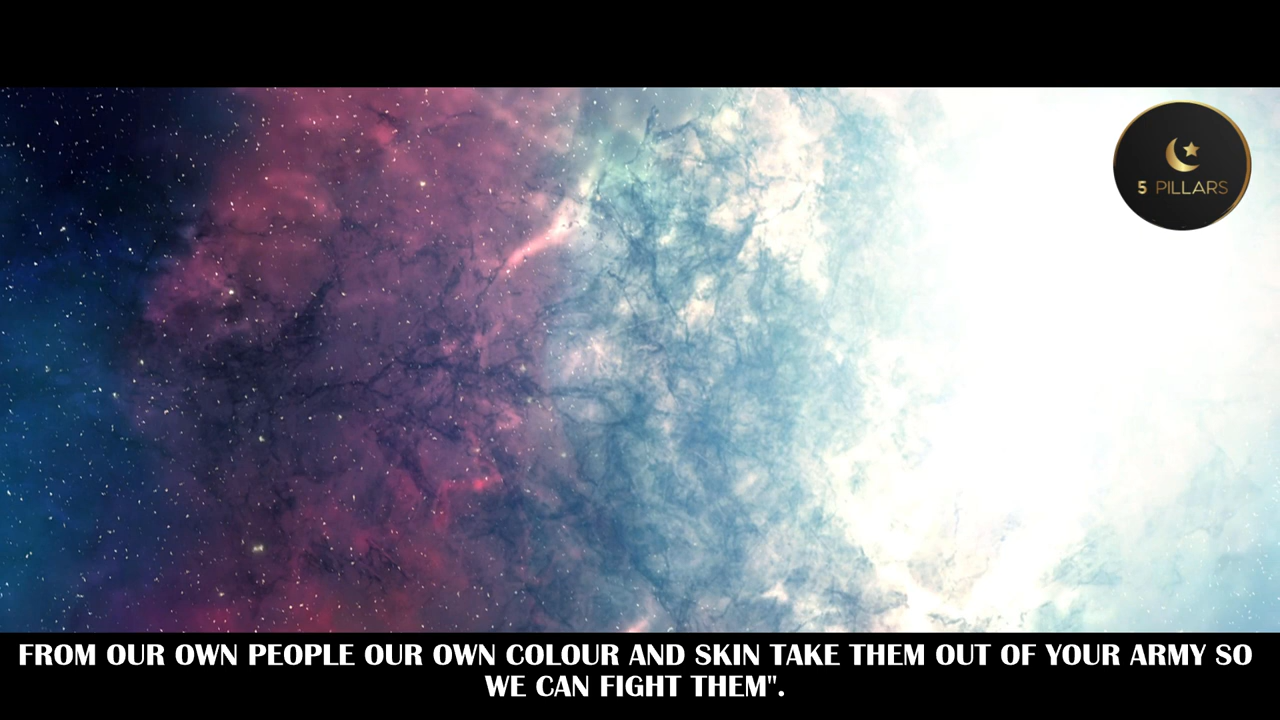 5 PILLARS
FROM OUR OWN PEOPLE OUR OWN COLOUR AND SKIN TAKE THEM OUT OF YOUR ARMY SO
WE CAN FIGHT THEM".